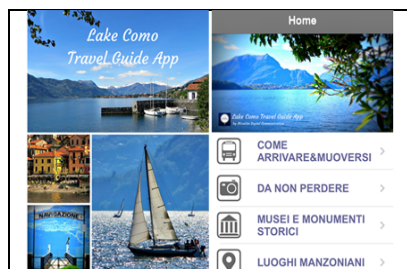 Lake Como
Travel Guide App
NAVIGAZIONE
Home
Lake Como Travel Guide App
COME
ARRIVARE&MUOVERSI
DA NON PERDERE
MUSEI E MONUMENTI
STORICI
LUOGHI MANZONIANI